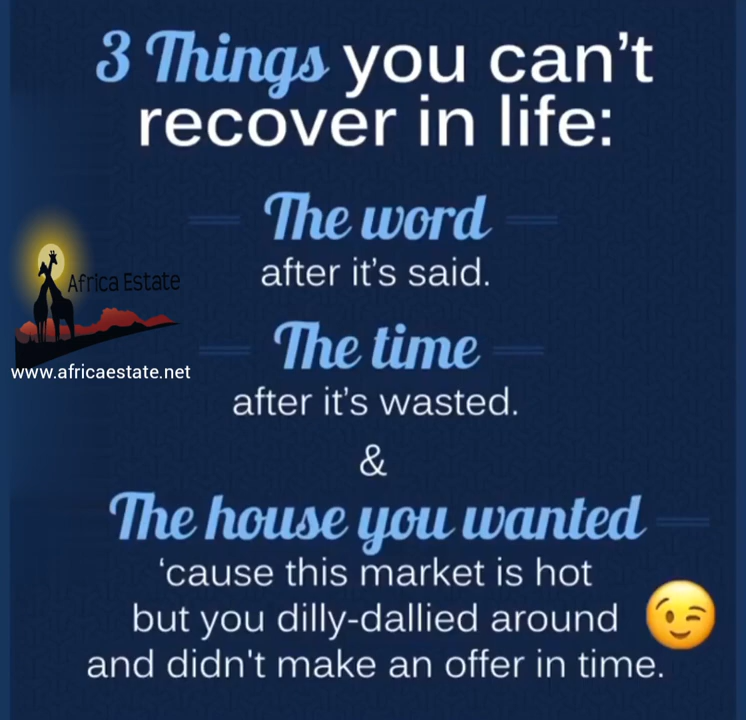 3 Things you can’t
recover in life:
The word
after it’s said.
Africa Estate
www.africaestate.net
The time
after it’s wasted.
&
The house you wanted
‘cause this market is hot
but you dilly-dallied around
and didn't make an offer in time.